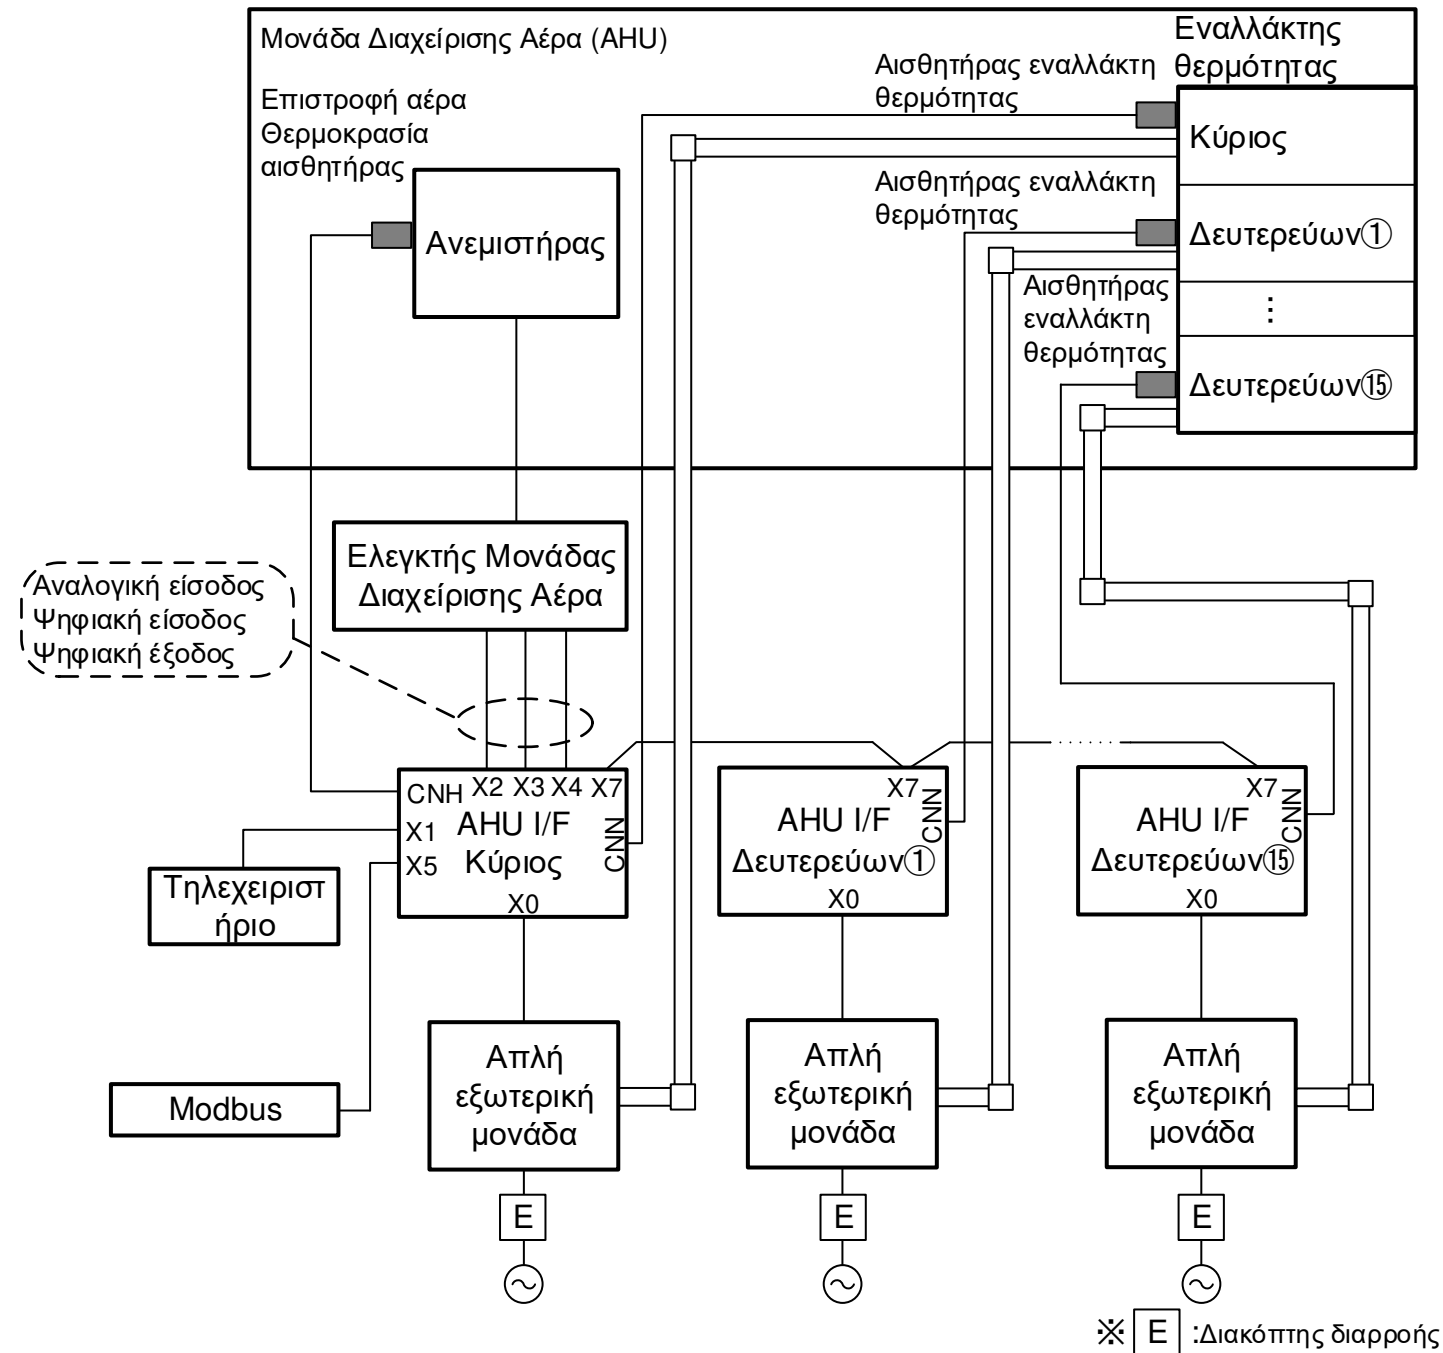 Μονάδα Διαχείρισης Αέρα (AHU)
Εναλλάκτης
θερμότητας
Αισθητήρας εναλλάκτη
θερμότητας
Επιστροφή αέρα
Θερμοκρασία
αισθητήρας
Κύριος
Αισθητήρας εναλλάκτη
θερμότητας
Ανεμιστήρας
Δευτερεύων①
Αισθητήρας
εναλλάκτη
θερμότητας
⋮
Δευτερεύων⑮
Ελεγκτής Μονάδας
Διαχείρισης Αέρα
Αναλογική είσοδος
Ψηφιακή είσοδος
Ψηφιακή έξοδος
CNH X2 X3 X4 X7
X1
X5
AHU I/F
Κύριος
CNN
X0
X7
AHU I/F
Δευτερεύων①
CNN
X0
X7
AHU I/F
Δευτερεύων⑮
CNN
X0
Τηλεχειριστ
ήριο
Modbus
Απλή
εξωτερική
μονάδα
Απλή
εξωτερική
μονάδα
Απλή
εξωτερική
μονάδα
E
E
E
※ E :Διακόπτης διαρροής